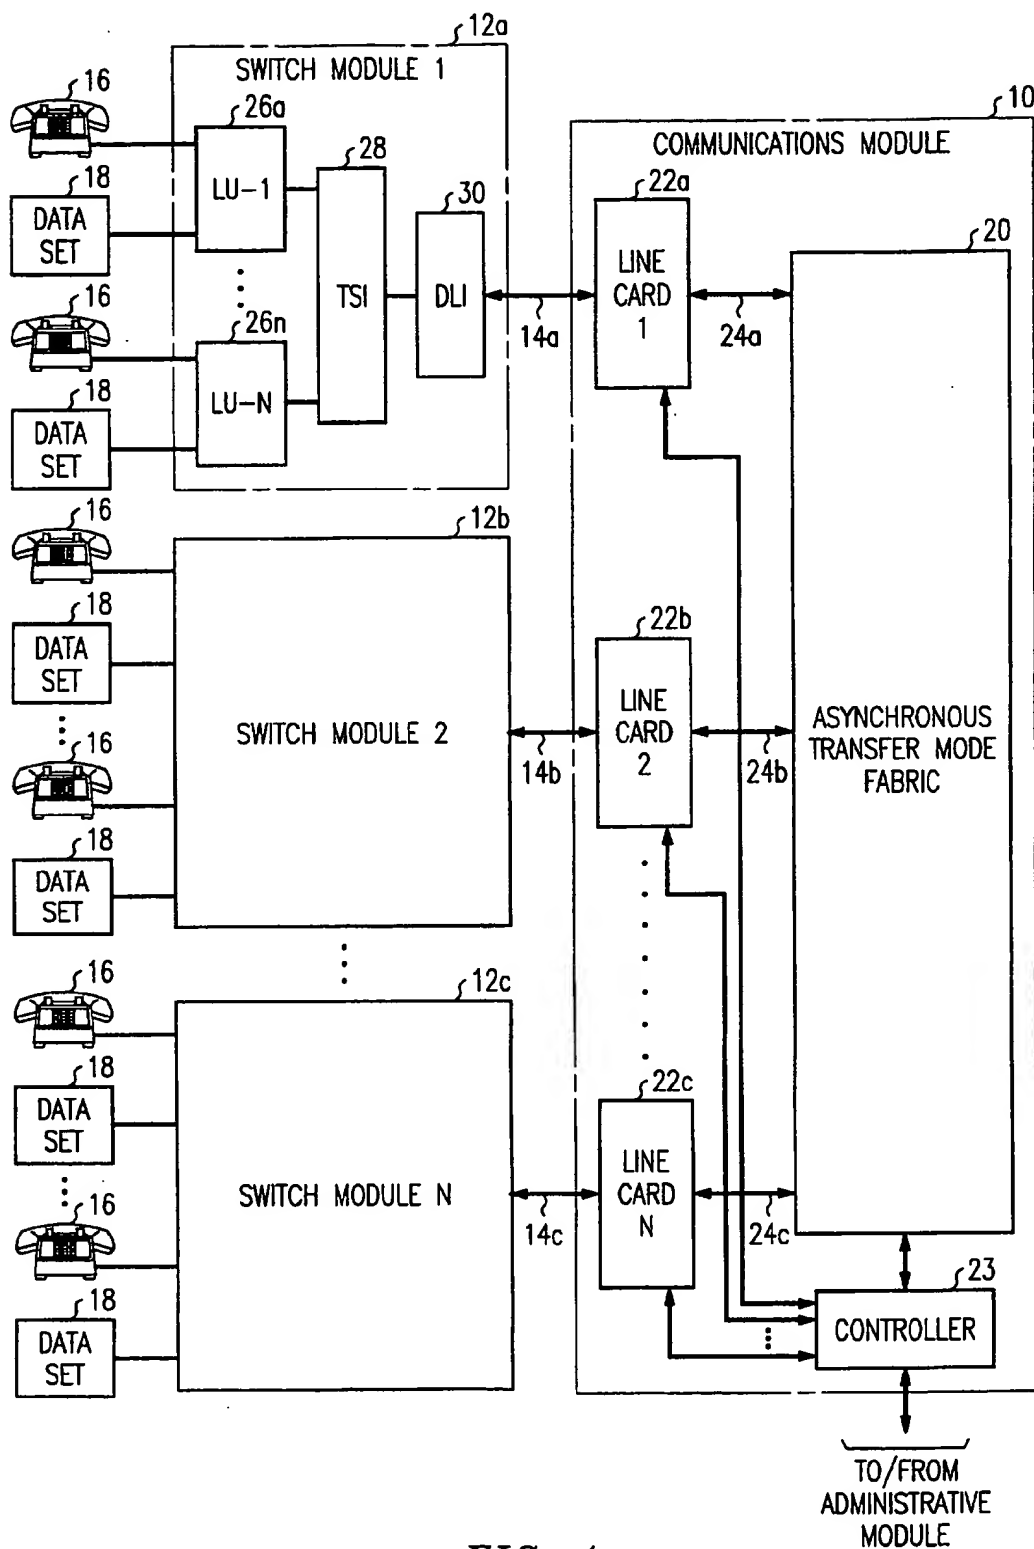 12a
SWITCH MODULE 1
16
26a
10
28
COMMUNICATIONS MODULE
18
LU-1
30
22a
20
DATA
SET
LINE
CARD
1
16
TSI
DLI
26n
14a
24a
18
LU-N
DATA
SET
16
12b
18
22b
DATA
SET
LINE
CARD
2
SWITCH MODULE 2
ASYNCHRONOUS
TRANSFER MODE
FABRIC
16
14b
24b
18
DATA
SET
16
12c
18
22c
DATA
SET
LINE
CARD
N
SWITCH MODULE N
16
14c
24c
23
18
DATA
SET
CONTROLLER
TO/FROM
ADMINISTRATIVE
MODULE